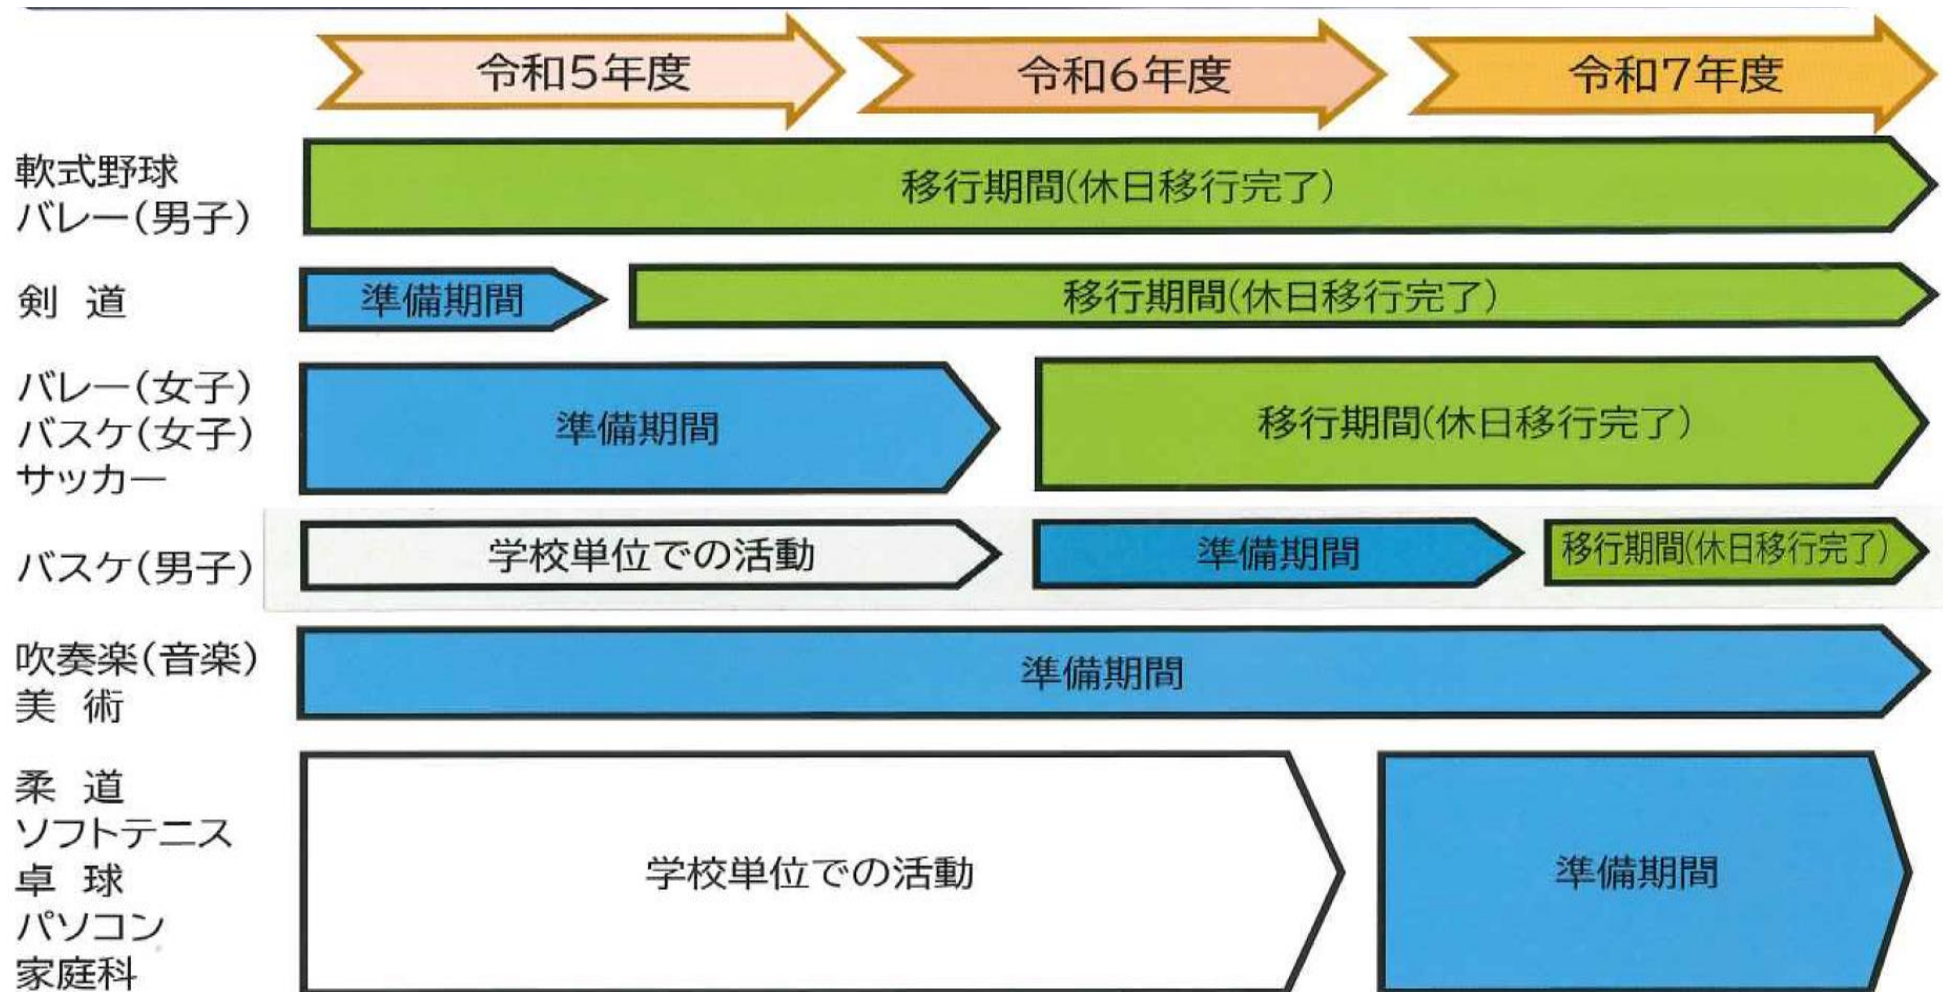 令和5年度
令和6年度
令和7年度
軟式野球
バレー(男子)
移行期間(休日移行完了)
剣 道
準備期間
移行期間(休日移行完了)
バレー(女子)
バスケ(女子)
サッカー
準備期間
移行期間(休日移行完了)
バスケ(男子)
学校単位での活動
準備期間
移行期間(休日移行完了)
吹奏楽(音楽)
美 術
準備期間
柔 道
ソフトテニス
卓 球
パソコン
家庭科
学校単位での活動
準備期間